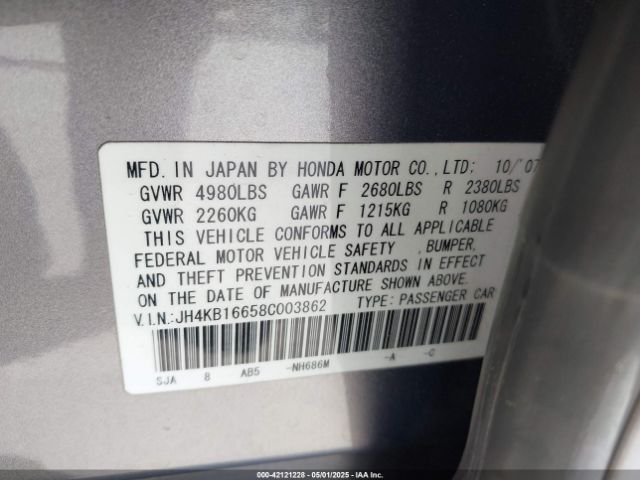 MFD. IN JAPAN BY HONDA MOTOR CO.,LTD; 10/'07
GVWR 4980LBS GAWR F 2680LBS R 2380LBS
GVWR 2260KG GAWR F 1215KG R 1080KG
THIS VEHICLE CONFORMS TO ALL APPLICABLE
FEDERAL MOTOR VEHICLE SAFETY ,BUMPER,
AND THEFT PREVENTION STANDARDS IN EFFECT
ON THE DATE OF MANUFACTURE SHOWN ABOVE.
V.I.N.:JH4KB16658C003862 TYPE: PASSENGER CAR
SJA 8 AB5 -NH686M -A -C
000-42121228 - 05/01/2025 - IAAI.COM